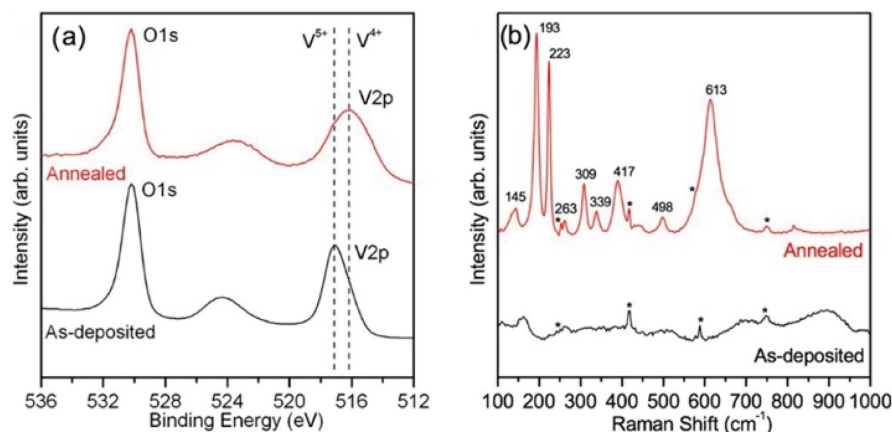 (a)
O1s
V5+
V4+
V2p
Annealed
O1s
V2p
As-deposited
Intensity (arb. units)
536 532 528 524 520 516 512
Binding Energy (eV)
(b)
193
223
613
*
145
*
263
309
339
417
*
498
*
Annealed
*
*
*
*
As-deposited
Intensity (arb. units)
100 200 300 400 500 600 700 800 900 1000
Raman Shift (cm-1)